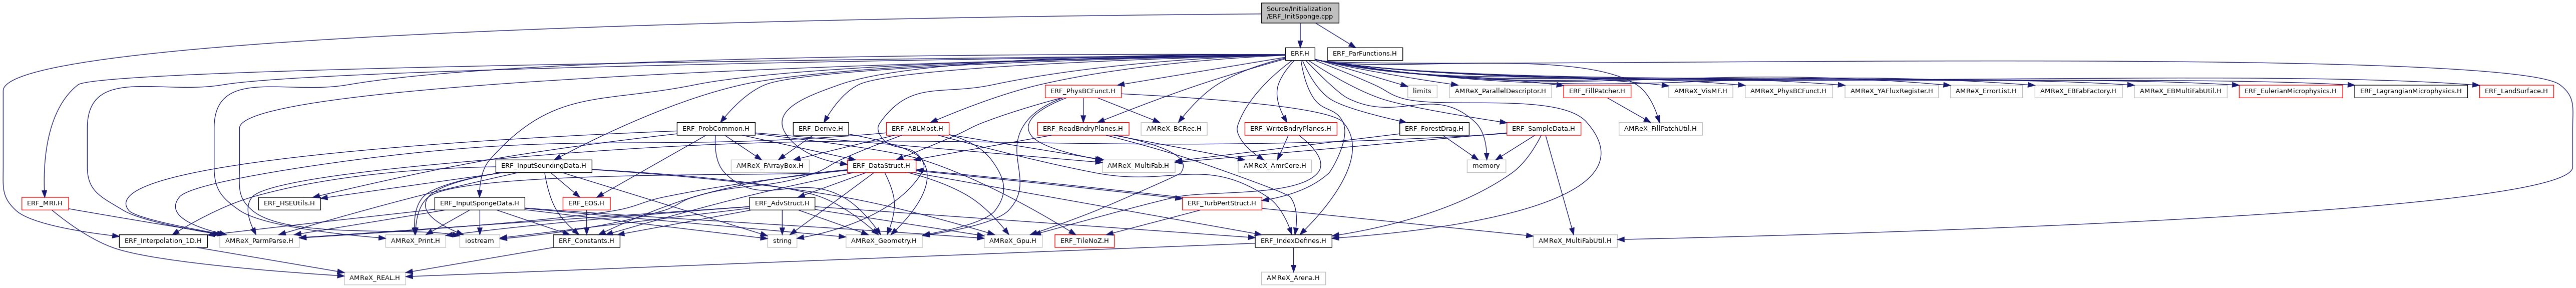 Source/Initialization
/ERF_InitSponge.cpp
ERF.H
ERF_ParFunctions.H
ERF_PhysBCFunct.H
limits
AMReX_ParallelDescriptor.H
ERF_FillPatcher.H
AMReX_VisMF.H
AMReX_PhysBCFunct.H
AMReX_YAFluxRegister.H
AMReX_ErrorList.H
AMReX_EBFabFactory.H
AMReX_EBMultiFabUtil.H
ERF_EulerianMicrophysics.H
ERF_LagrangianMicrophysics.H
ERF_LandSurface.H
ERF_ProbCommon.H
ERF_Derive.H
ERF_ABLMost.H
ERF_ReadBndryPlanes.H
AMReX_BCRec.H
ERF_WriteBndryPlanes.H
ERF_ForestDrag.H
ERF_SampleData.H
AMReX_FillPatchUtil.H
ERF_InputSoundingData.H
AMReX_FArrayBox.H
ERF_DataStruct.H
AMReX_MultiFab.H
AMReX_AmrCore.H
memory
ERF_MRI.H
ERF_HSEUtils.H
ERF_InputSpongeData.H
ERF_EOS.H
ERF_AdvStruct.H
ERF_TurbPertStruct.H
ERF_Interpolation_1D.H
AMReX_ParmParse.H
AMReX_Print.H
iostream
ERF_Constants.H
string
AMReX_Geometry.H
AMReX_Gpu.H
ERF_TileNoZ.H
ERF_IndexDefines.H
AMReX_MultiFabUtil.H
AMReX_REAL.H
AMReX_Arena.H